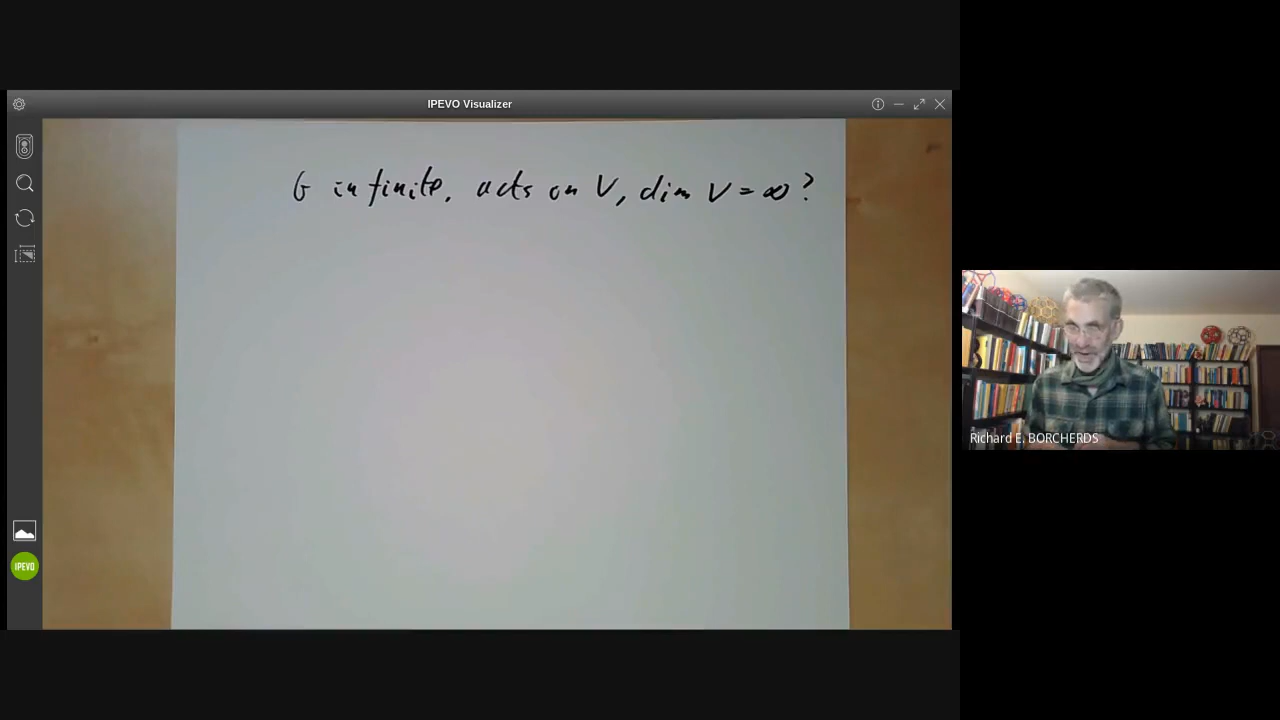 IPEVO Visualizer
G infinite, acts on V, dim V = ∞?
IPEVO
Richard E. BORCHERDS